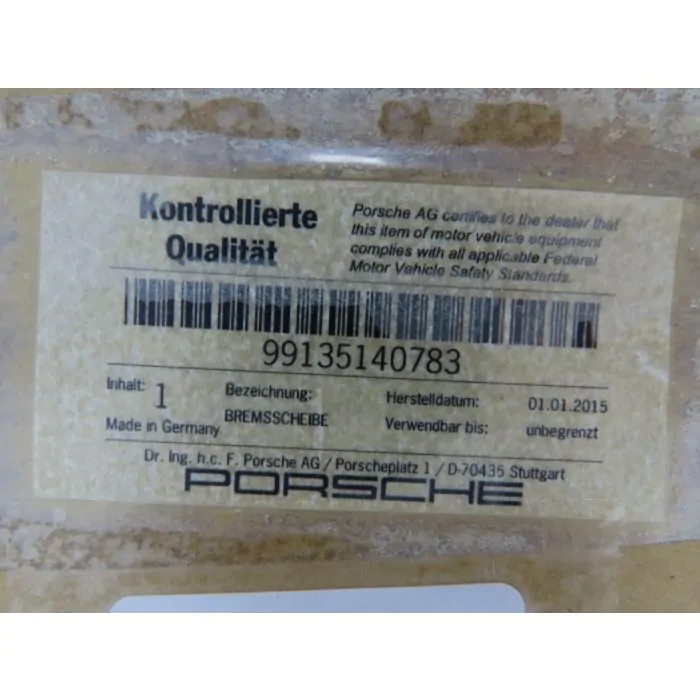 Kontrollierte
Qualität
Porsche AG certifies to the dealer that
this item of motor vehicle equipment
complies with all applicable Federal
Motor Vehicle Safety Standards.
99135140783
Inhalt: 1
Made in Germany
Bezeichnung:
BREMSSCHEIBE
Herstelldatum: 01.01.2015
Verwendbar bis: unbegrenzt
Dr. Ing. h.c. F. Porsche AG / Porscheplatz 1 / D-70435 Stuttgart
PORSCHE